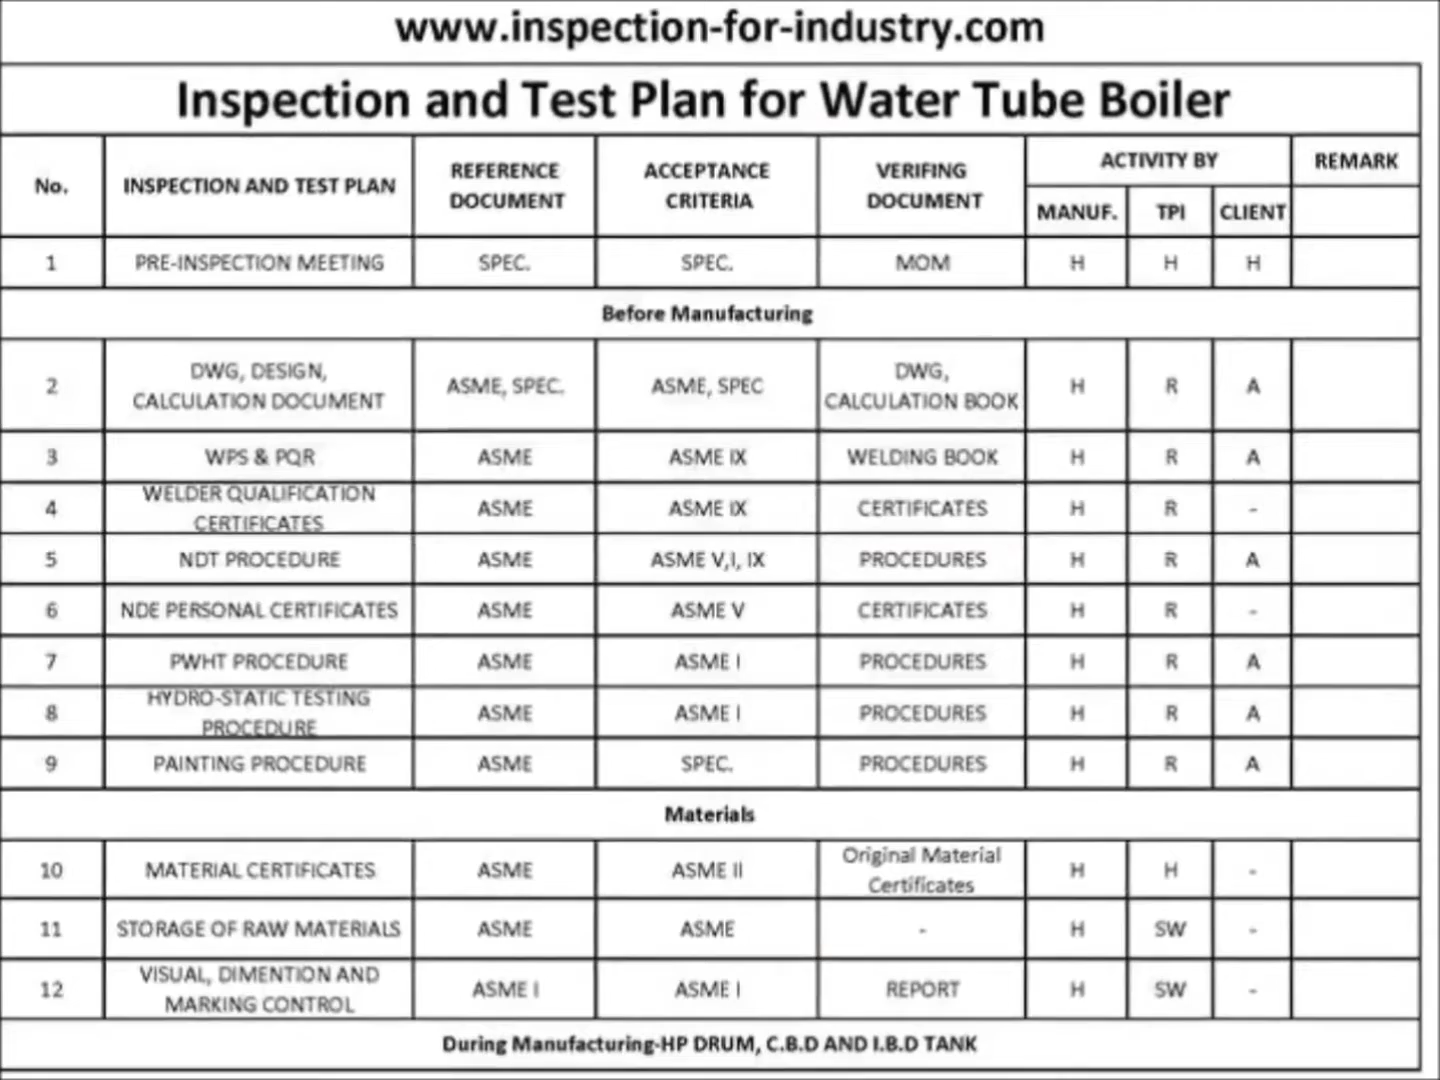 www.inspection-for-industry.com
Inspection and Test Plan for Water Tube Boiler
No. INSPECTION AND TEST PLAN REFERENCE DOCUMENT ACCEPTANCE CRITERIA VERIFING DOCUMENT ACTIVITY BY REMARK
MANUF. TPI CLIENT
1 PRE-INSPECTION MEETING SPEC. SPEC. MOM H H H
Before Manufacturing
2 DWG, DESIGN, CALCULATION DOCUMENT ASME, SPEC. ASME, SPEC DWG, CALCULATION BOOK H R A
3 WPS & PQR ASME ASME IX WELDING BOOK H R A
4 WELDER QUALIFICATION CERTIFICATES ASME ASME IX CERTIFICATES H R -
5 NDT PROCEDURE ASME ASME V,I, IX PROCEDURES H R A
6 NDE PERSONAL CERTIFICATES ASME ASME V CERTIFICATES H R -
7 PWHT PROCEDURE ASME ASME I PROCEDURES H R A
8 HYDRO-STATIC TESTING PROCEDURE ASME ASME I PROCEDURES H R A
9 PAINTING PROCEDURE ASME SPEC. PROCEDURES H R A
Materials
10 MATERIAL CERTIFICATES ASME ASME II Original Material Certificates H H -
11 STORAGE OF RAW MATERIALS ASME ASME - H SW -
12 VISUAL, DIMENTION AND MARKING CONTROL ASME I ASME I REPORT H SW -
During Manufacturing-HP DRUM, C.B.D AND I.B.D TANK